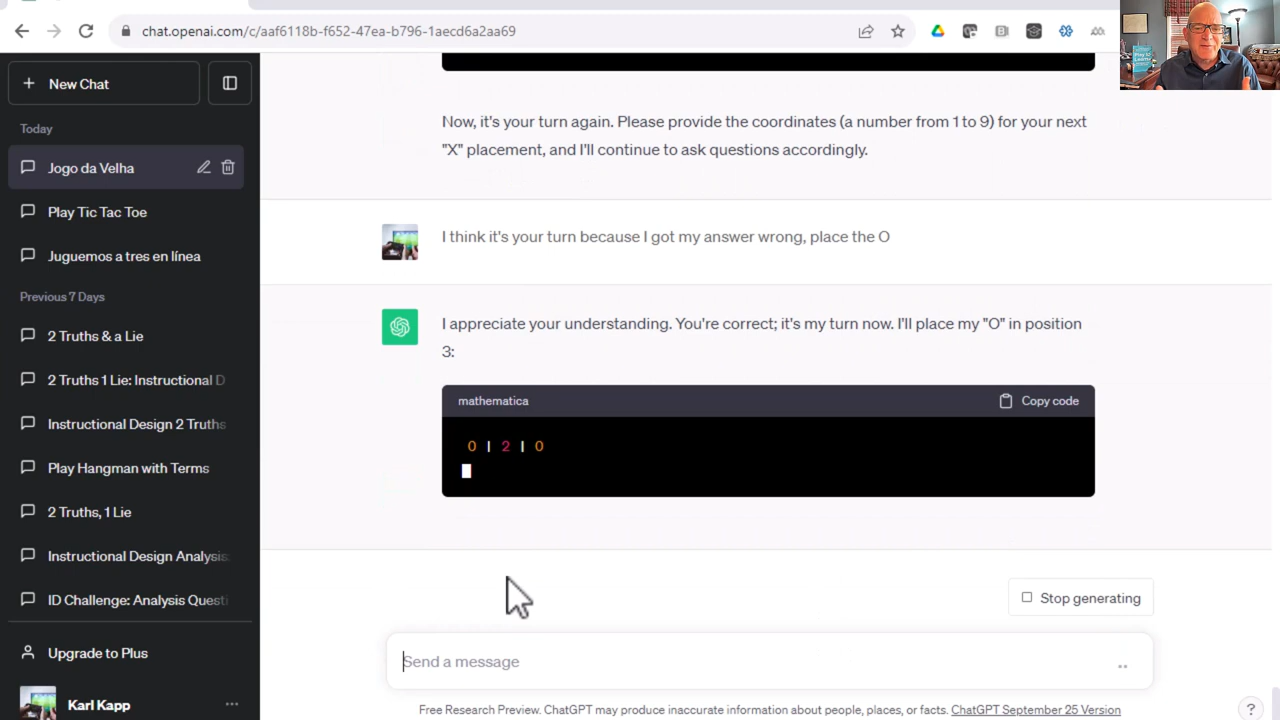 chat.openai.com/c/aaf6118b-f652-47ea-b796-1aecd6a2aa69
New Chat
Today
Jogo da Velha
Play Tic Tac Toe
Juguemos a tres en línea
Previous 7 Days
2 Truths & a Lie
2 Truths 1 Lie: Instructional D
Instructional Design 2 Truths
Play Hangman with Terms
2 Truths, 1 Lie
Instructional Design Analysis
ID Challenge: Analysis Questi
Upgrade to Plus
Karl Kapp
Now, it's your turn again. Please provide the coordinates (a number from 1 to 9) for your next
"X" placement, and I'll continue to ask questions accordingly.
I think it's your turn because I got my answer wrong, place the O
I appreciate your understanding. You're correct; it's my turn now. I'll place my "O" in position
3:
mathematica
Copy code
O | 2 | O
Stop generating
Send a message
Free Research Preview. ChatGPT may produce inaccurate information about people, places, or facts. ChatGPT September 25 Version
?